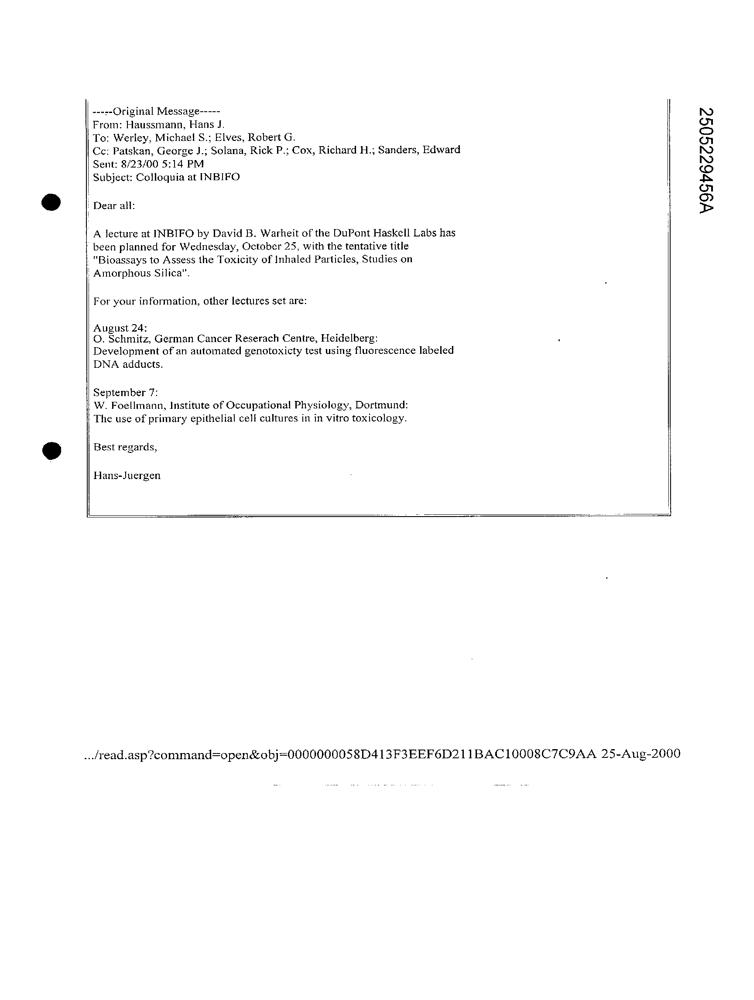 -----Original Message-----
From: Haussmann, Hans J.
To: Werley, Michael S.; Elves, Robert G.
Cc: Patskan, George J.; Solana, Rick P.; Cox, Richard H.; Sanders, Edward
Sent: 8/23/00 5:14 PM
Subject: Colloquia at INBIFO
Dear all:
A lecture at INBIFO by David B. Warheit of the DuPont Haskell Labs has
been planned for Wednesday, October 25, with the tentative title
"Bioassays to Assess the Toxicity of Inhaled Particles, Studies on
Amorphous Silica".
For your information, other lectures set are:
August 24:
O. Schmitz, German Cancer Reserach Centre, Heidelberg:
Development of an automated genotoxicty test using fluorescence labeled
DNA adducts.
September 7:
W. Foellmann, Institute of Occupational Physiology, Dortmund:
The use of primary epithelial cell cultures in in vitro toxicology.
Best regards,
Hans-Juergen
.../read.asp?command=open&obj=0000000058D413F3EEF6D211BAC10008C7C9AA 25-Aug-2000
2505229456A